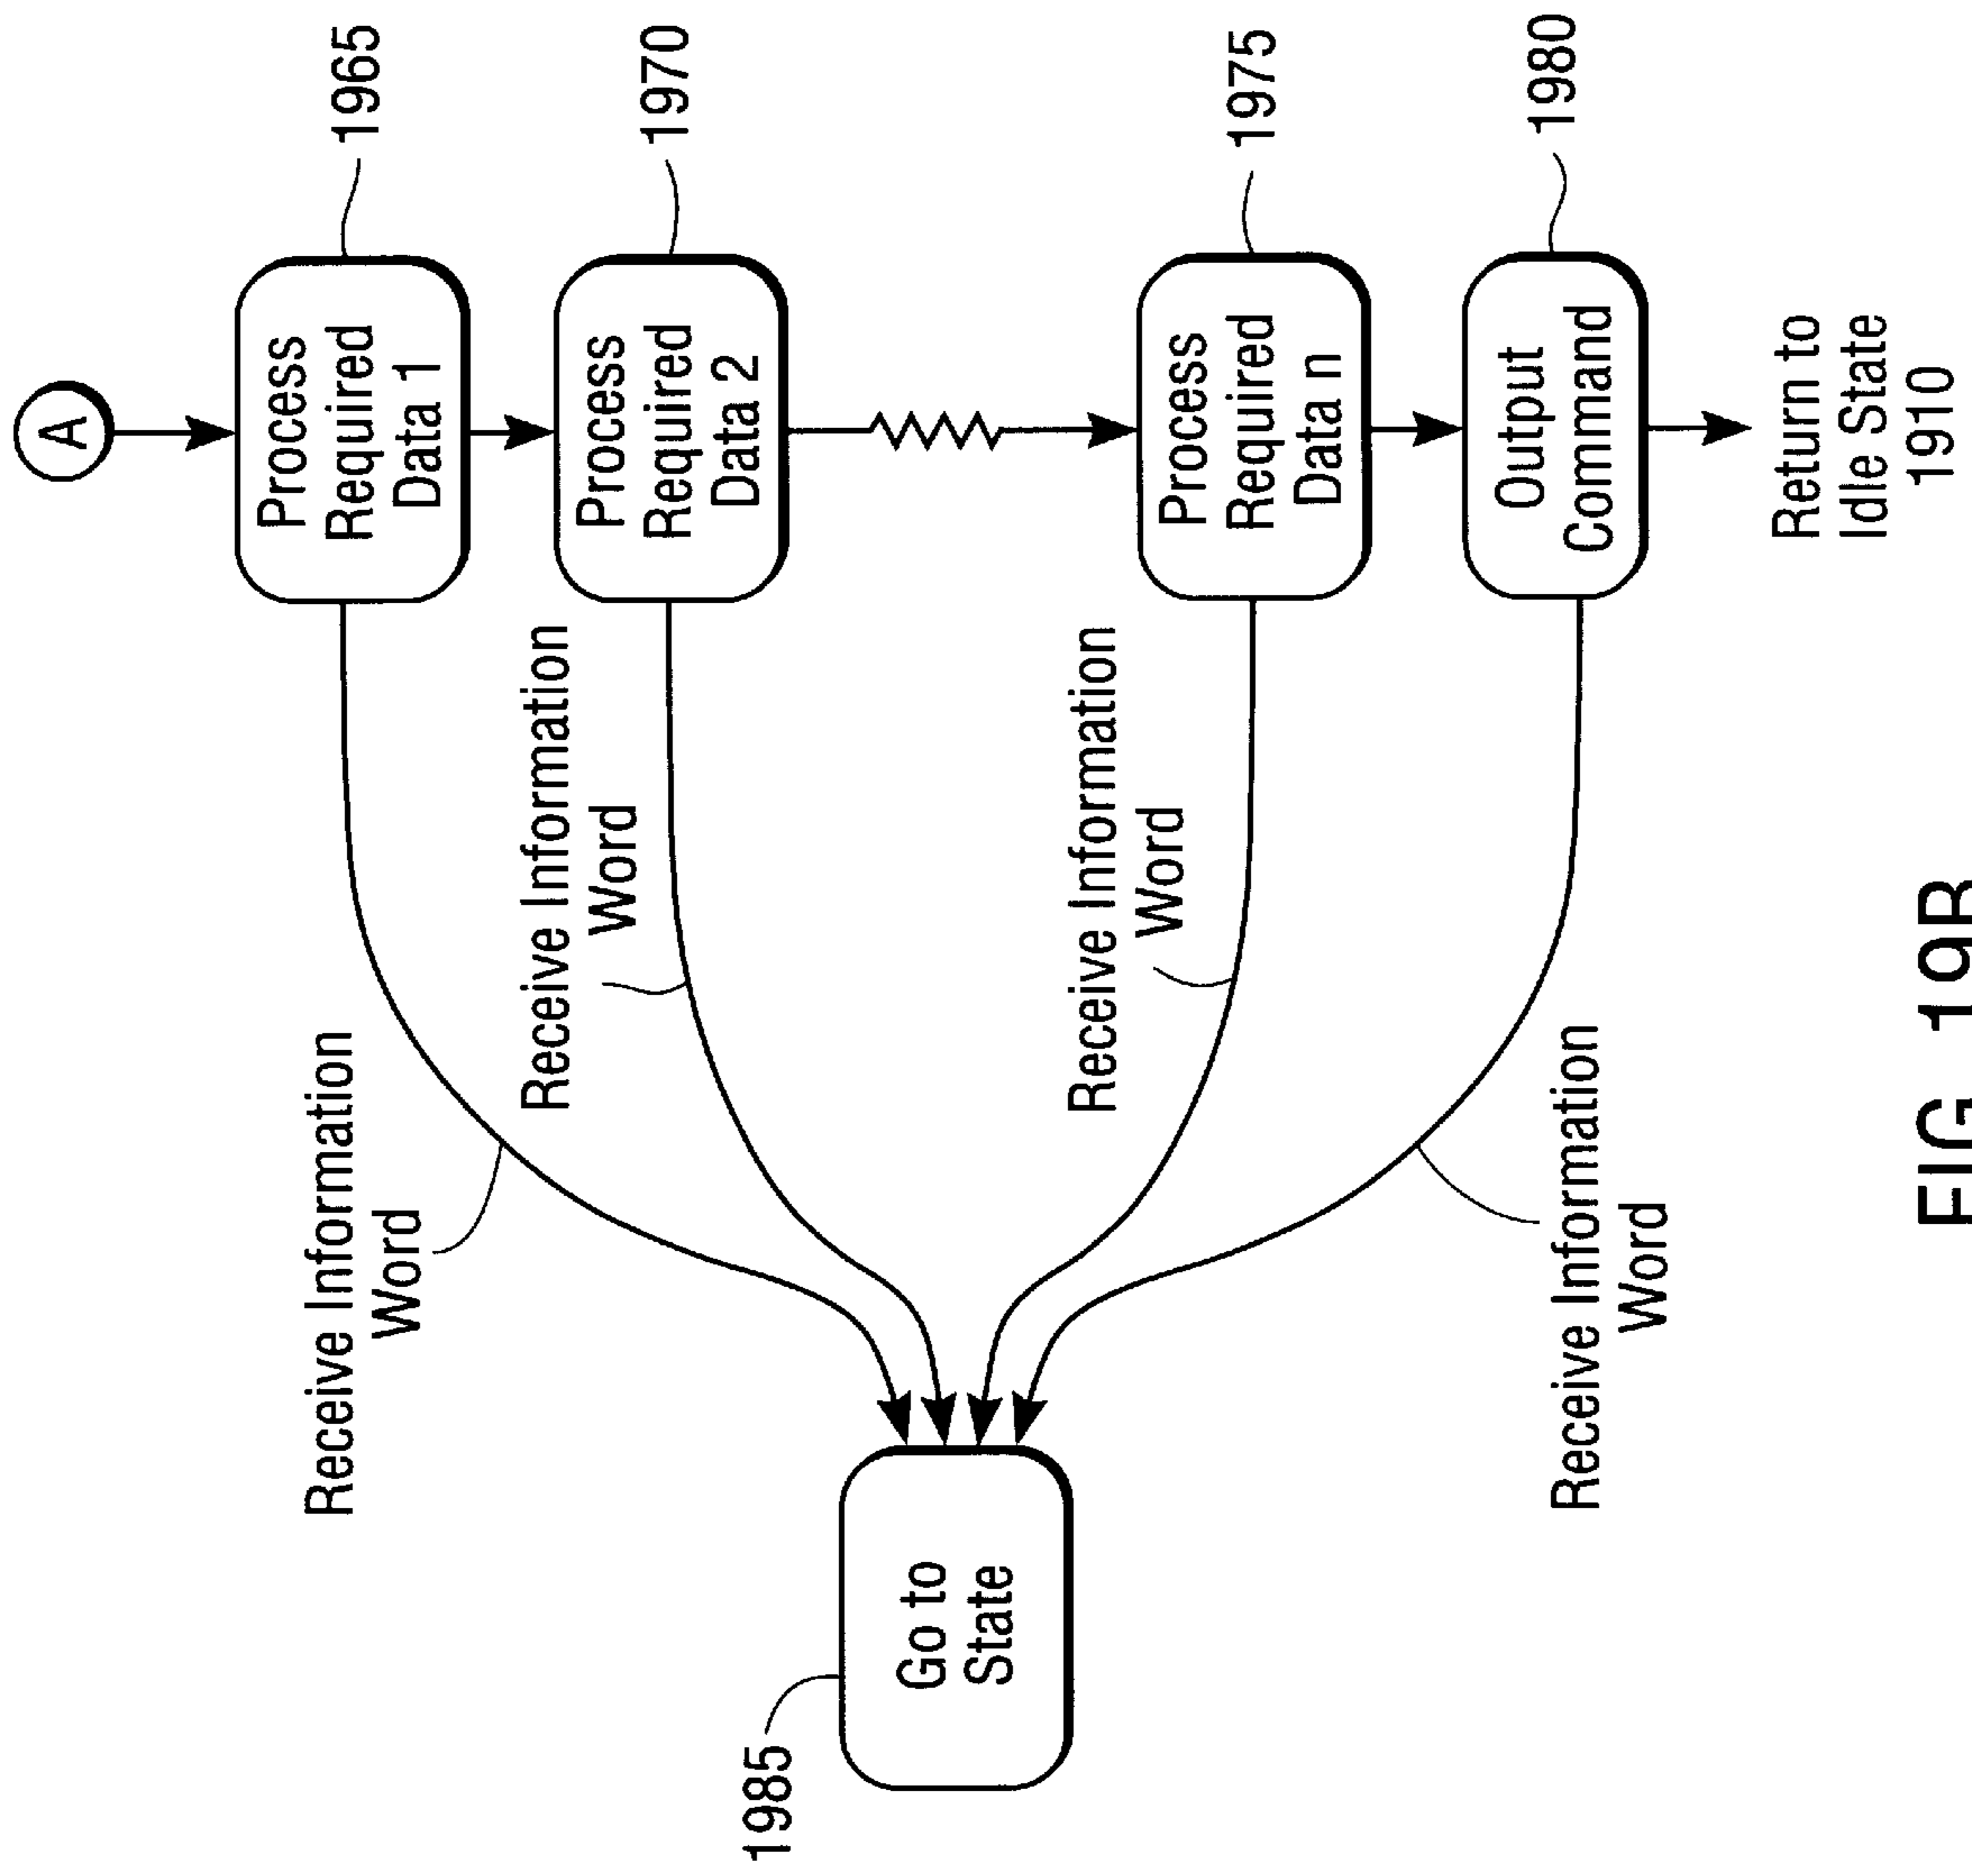 A
Process
Required
Data 1
1965
Process
Required
Data 2
1970
Process
Required
Data n
1975
Output
Command
1980
Return to
Idle State
1910
Receive Information
Word
Receive Information
Word
Receive Information
Word
Receive Information
Word
Go to
State
1985
FIG. 19B